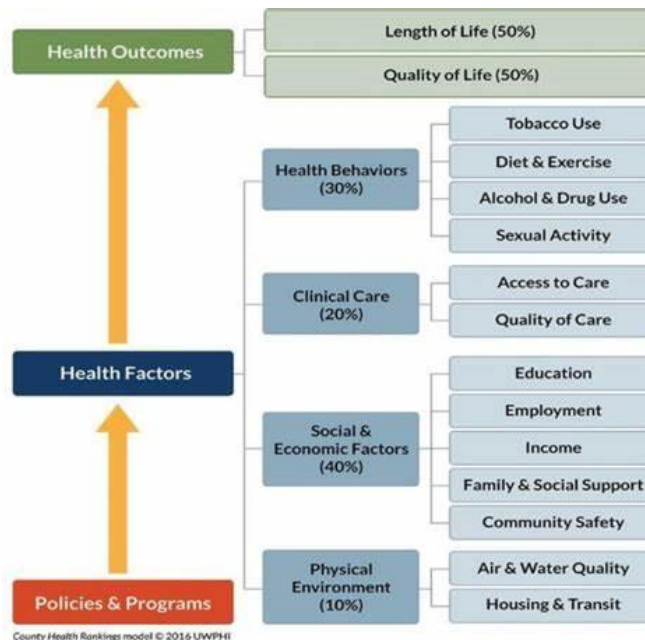 Health Outcomes
Length of Life (50%)
Quality of Life (50%)
Health Factors
Health Behaviors
(30%)
Tobacco Use
Diet & Exercise
Alcohol & Drug Use
Sexual Activity
Clinical Care
(20%)
Access to Care
Quality of Care
Social &
Economic Factors
(40%)
Education
Employment
Income
Family & Social Support
Community Safety
Physical
Environment
(10%)
Air & Water Quality
Housing & Transit
Policies & Programs
County Health Rankings model © 2016 UWPHI